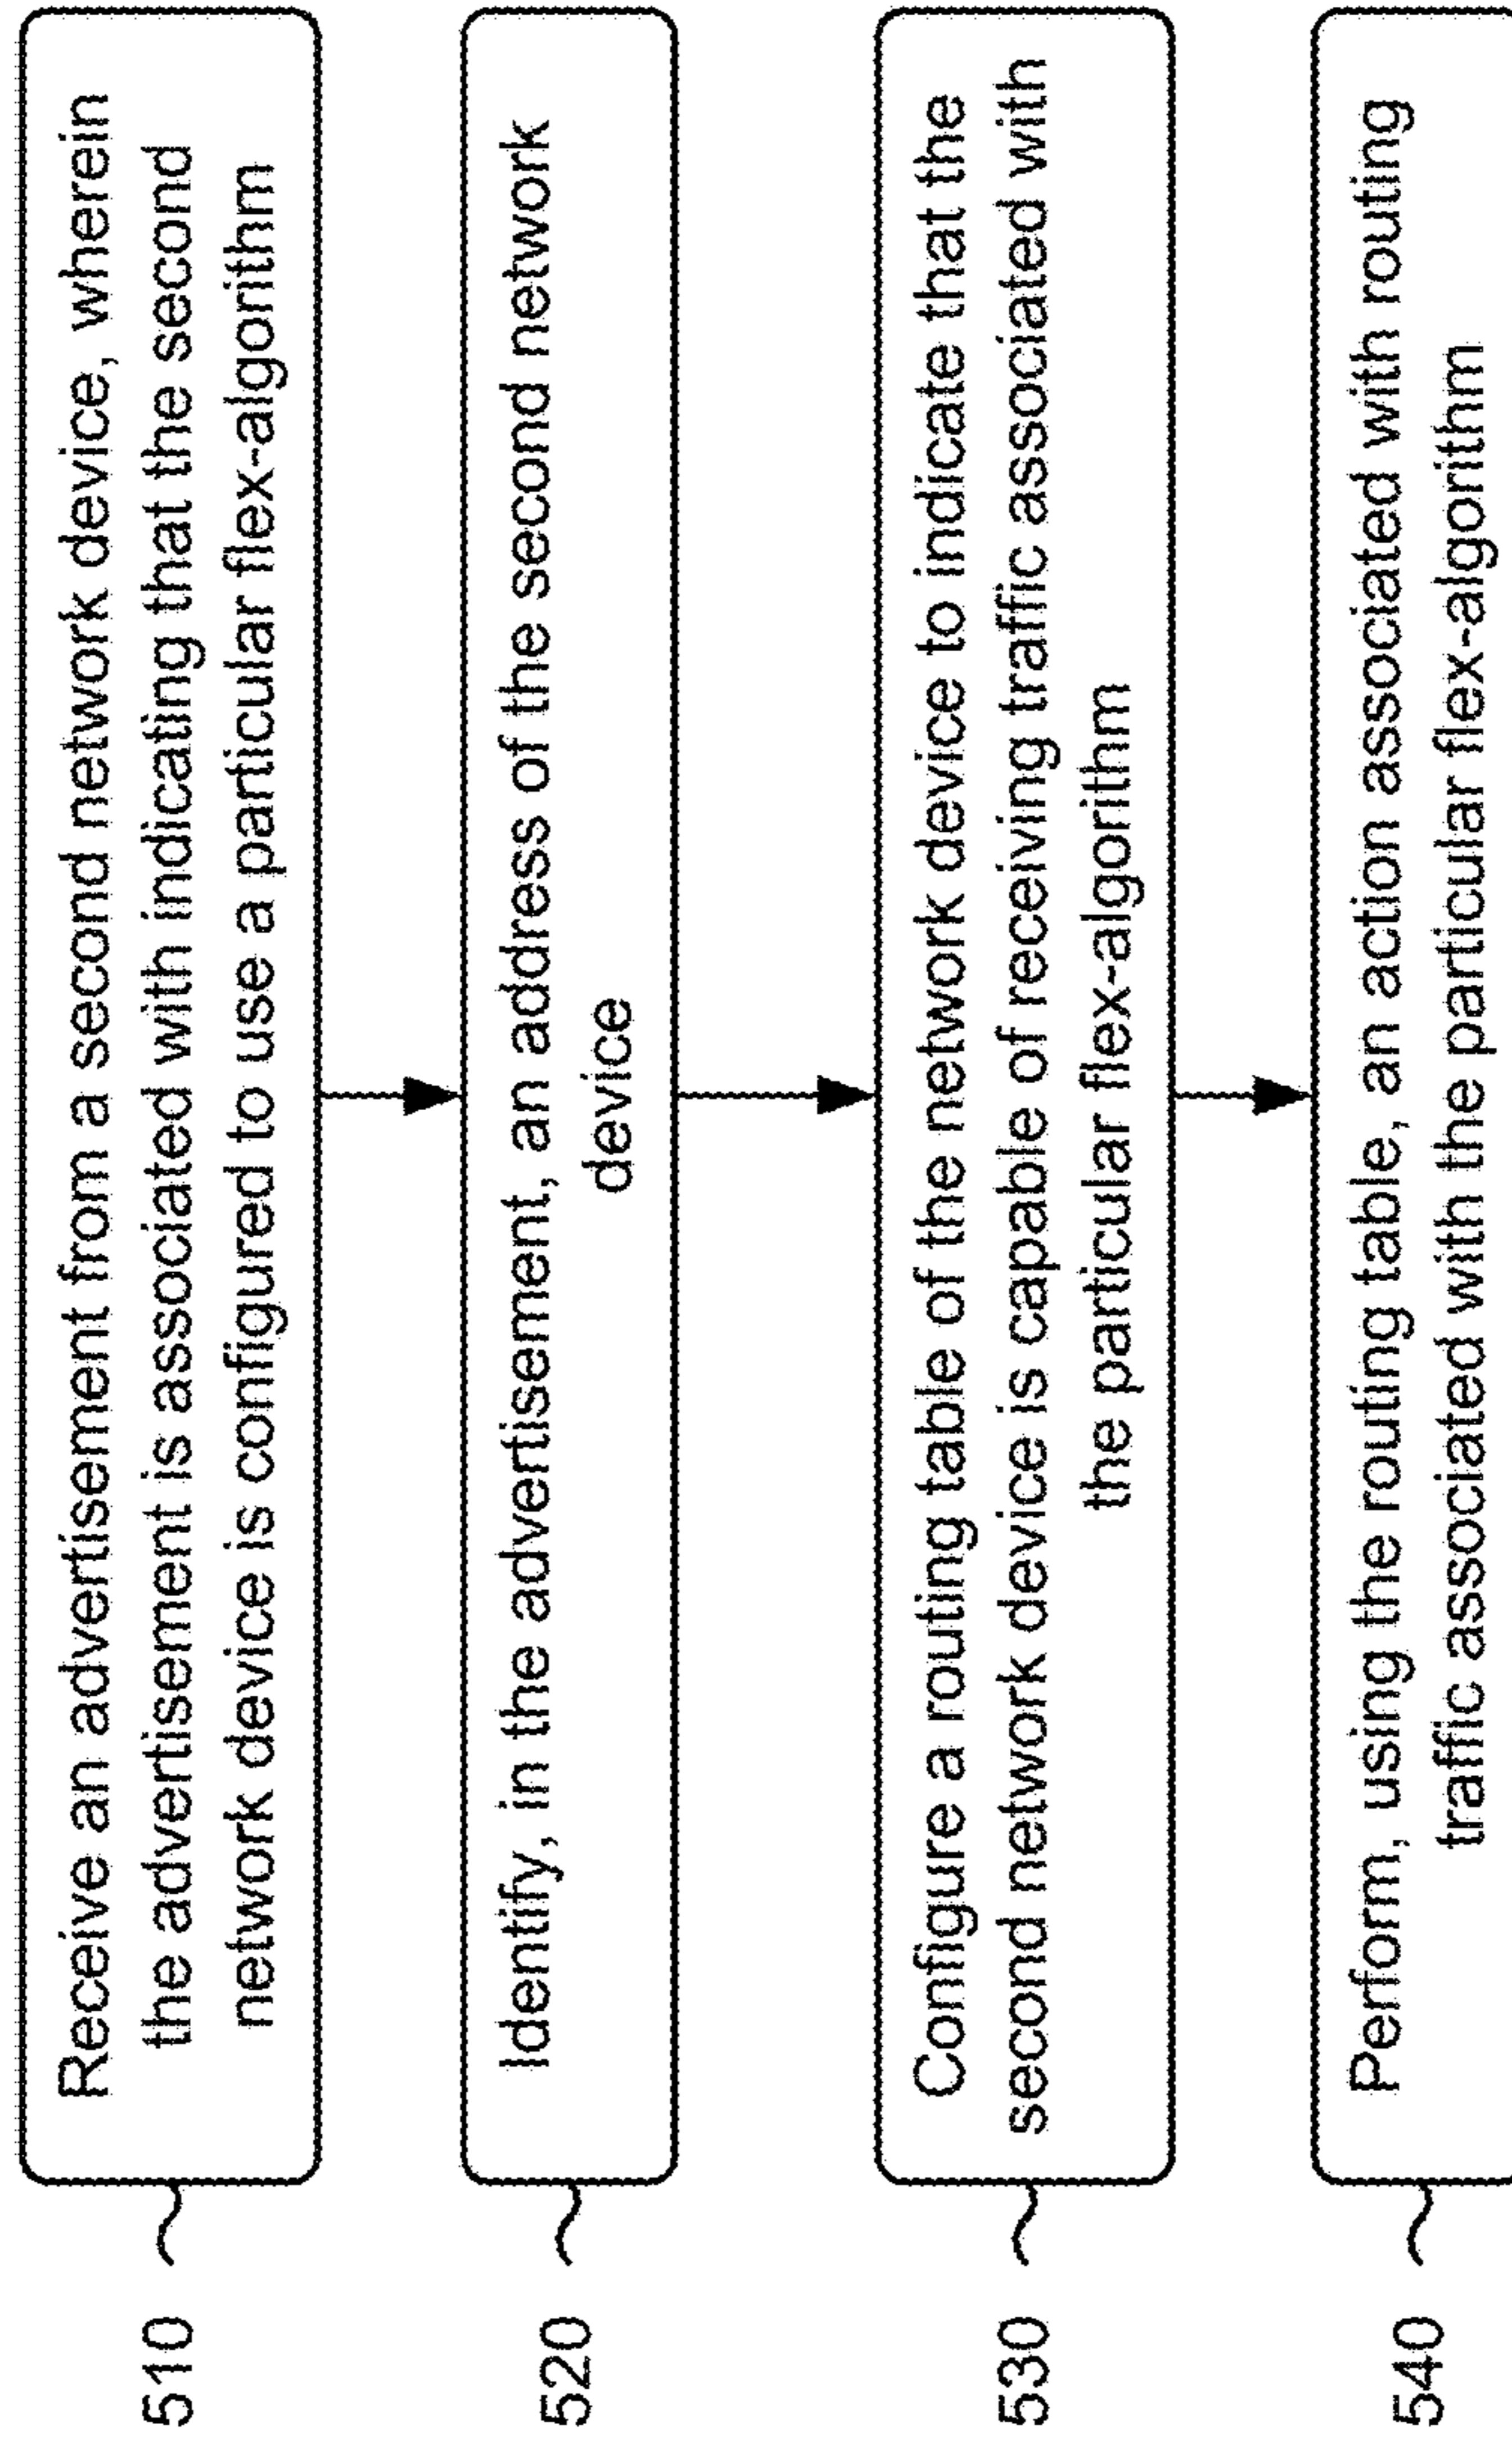 510
Receive an advertisement from a second network device, wherein
the advertisement is associated with indicating that the second
network device is configured to use a particular flex-algorithm
520
Identify, in the advertisement, an address of the second network
device
530
Configure a routing table of the network device to indicate that the
second network device is capable of receiving traffic associated with
the particular flex-algorithm
540
Perform, using the routing table, an action associated with routing
traffic associated with the particular flex-algorithm